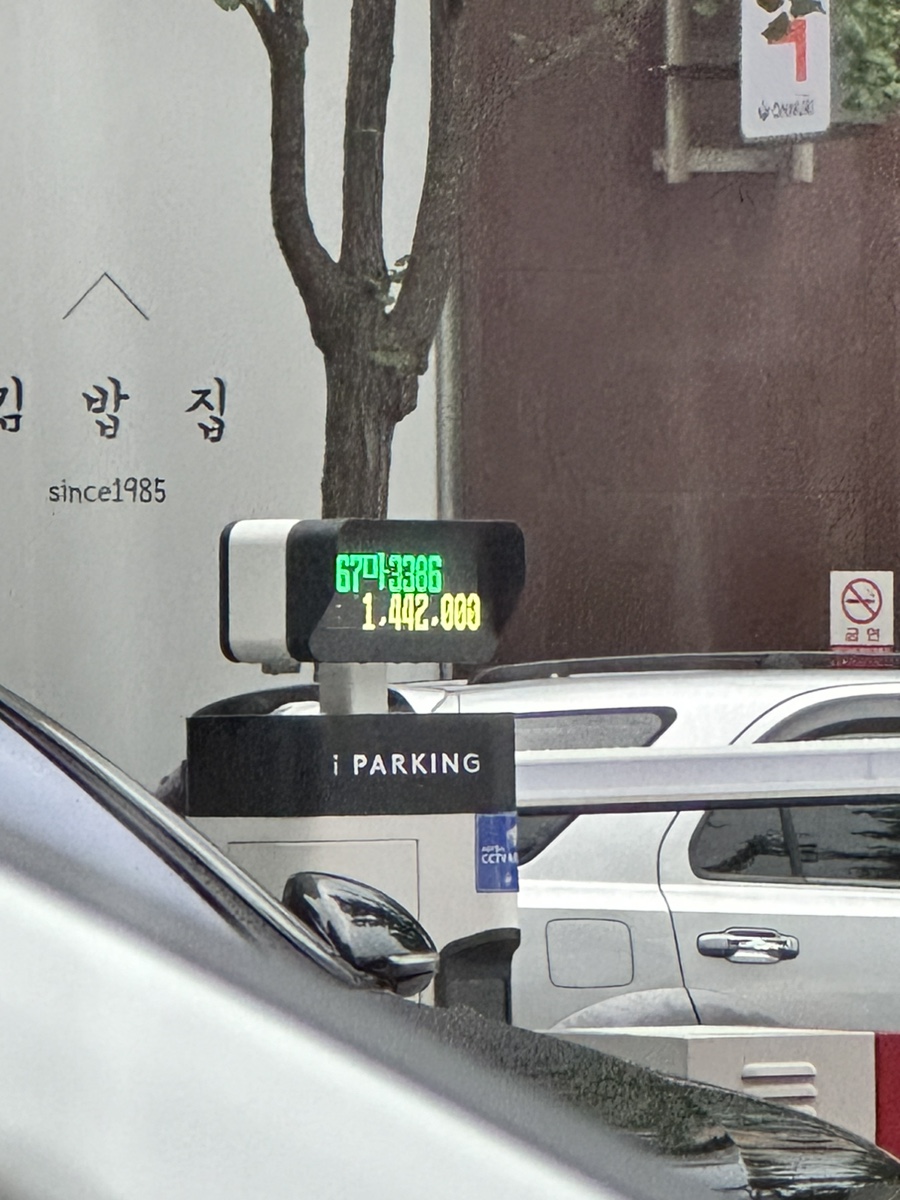 김 밥 집
since1985
67마3386
1,442,000
금연
i PARKING
CCTV